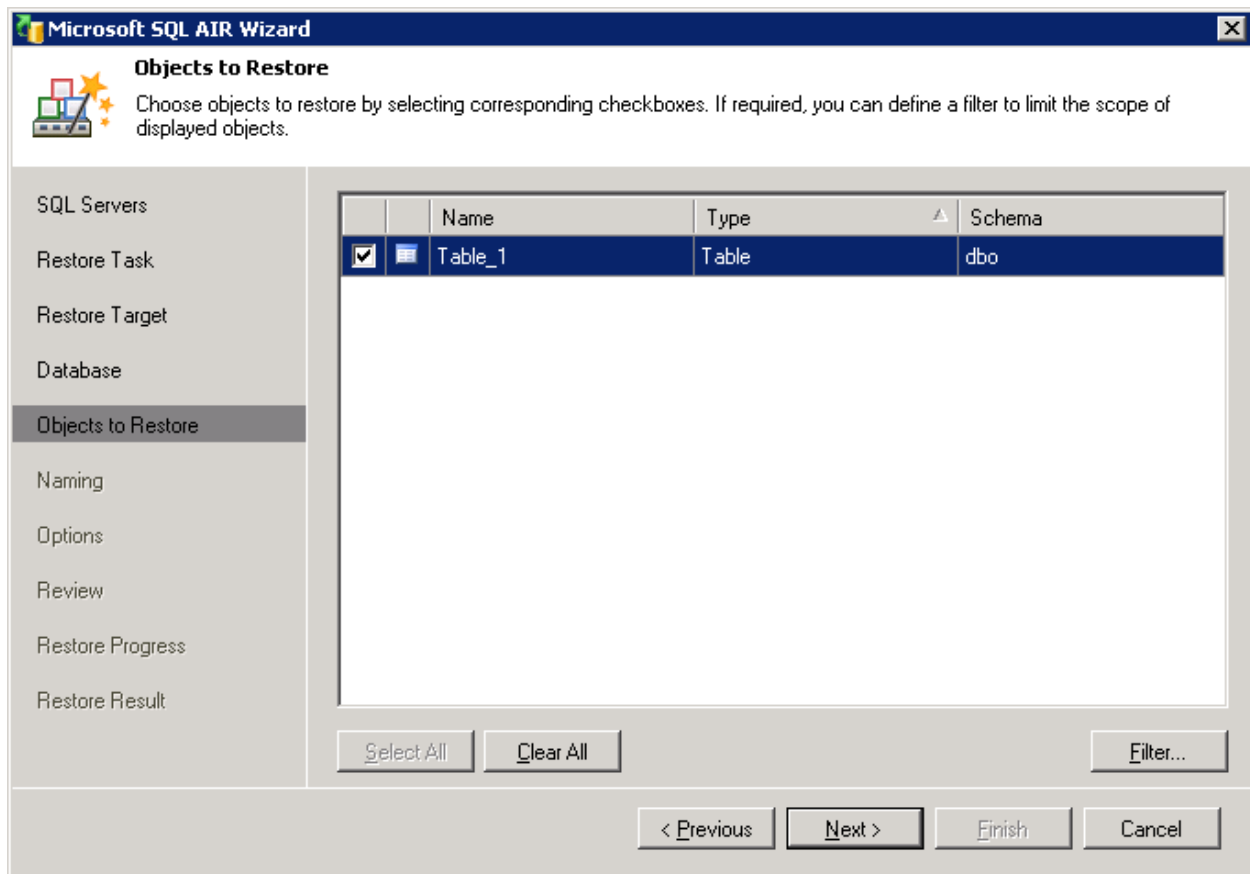 Microsoft SQL AIR Wizard
Objects to Restore
Choose objects to restore by selecting corresponding checkboxes. If required, you can define a filter to limit the scope of
displayed objects.
SQL Servers
Restore Task
Restore Target
Database
Objects to Restore
Naming
Options
Review
Restore Progress
Restore Result
Name Type Schema
Table_1 Table dbo
Select All Clear All Filter...
< Previous Next > Finish Cancel